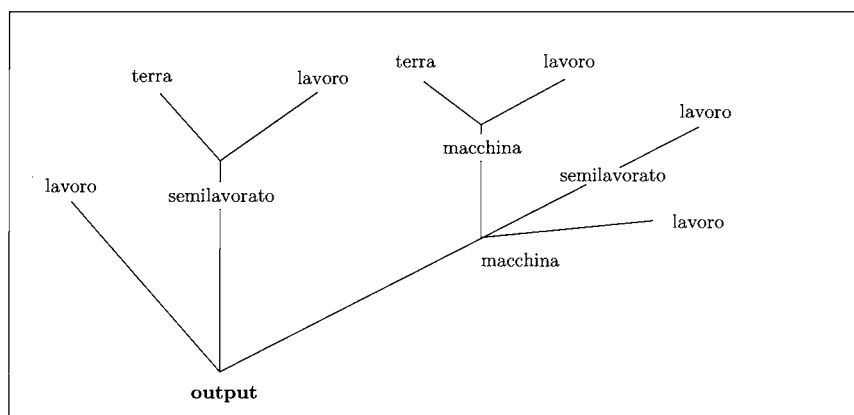 terra
lavoro
terra
lavoro
lavoro
macchina
semilavorato
lavoro
semilavorato
lavoro
macchina
output